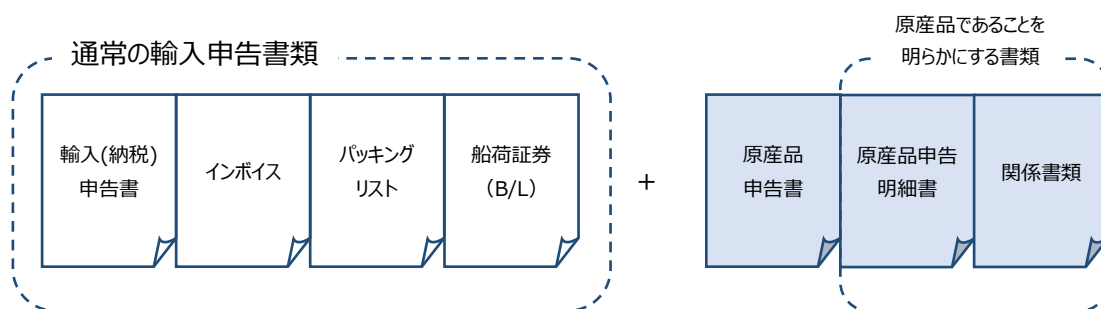 通常の輸入申告書類
輸入(納税)
申告書
インボイス
パッキング
リスト
船荷証券
（B/L）
+
原産品であることを
明らかにする書類
原産品
申告書
原産品申告
明細書
関係書類